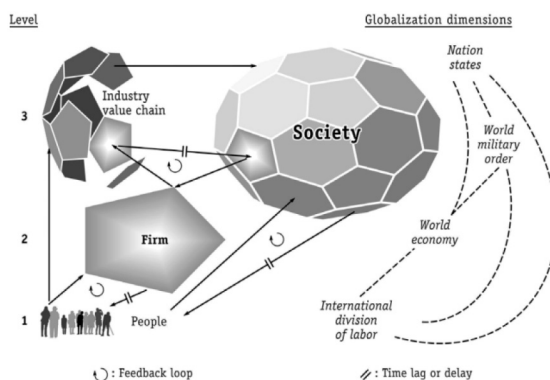 Level
Globalization dimensions
Nation
states
Industry
value chain
3
Society
World
military
order
2
Firm
World
economy
International
division
of labor
1
People
: Feedback loop
: Time lag or delay